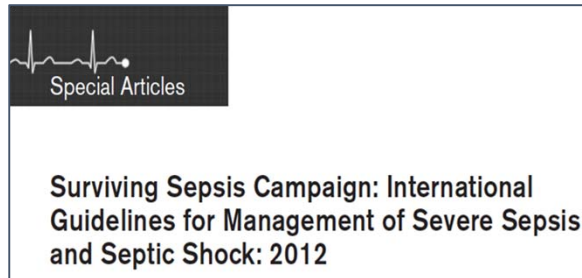 Special Articles
Surviving Sepsis Campaign: International
Guidelines for Management of Severe Sepsis
and Septic Shock: 2012